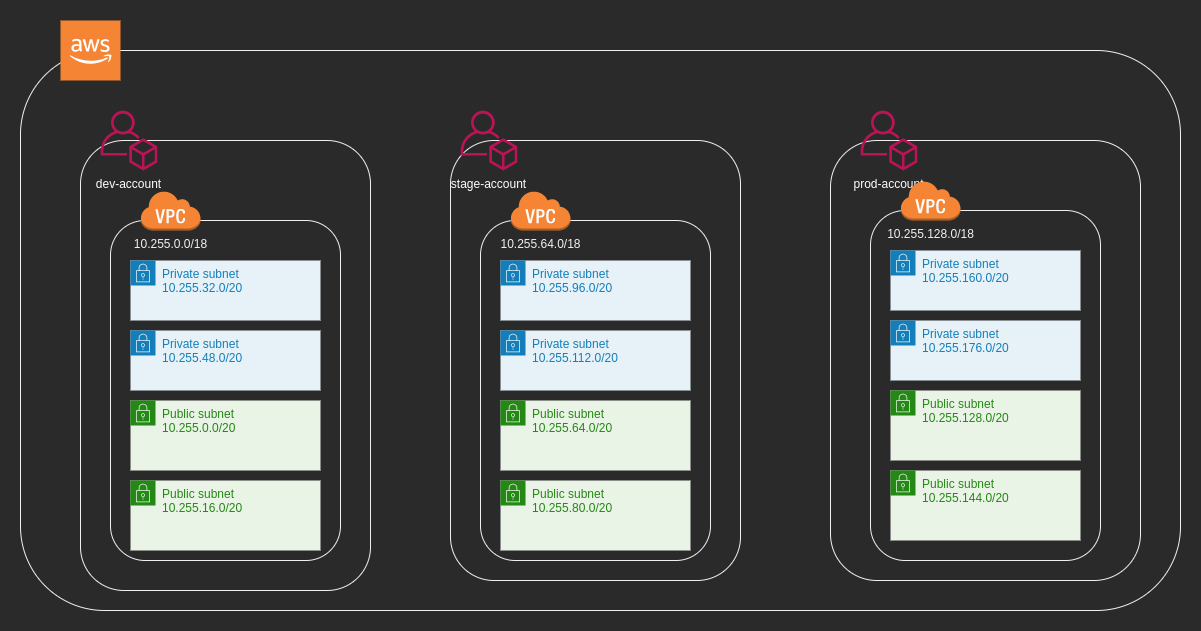 aws
dev-account
VPC
10.255.0.0/18
Private subnet
10.255.32.0/20
Private subnet
10.255.48.0/20
Public subnet
10.255.0.0/20
Public subnet
10.255.16.0/20
stage-account
VPC
10.255.64.0/18
Private subnet
10.255.96.0/20
Private subnet
10.255.112.0/20
Public subnet
10.255.64.0/20
Public subnet
10.255.80.0/20
prod-account
VPC
10.255.128.0/18
Private subnet
10.255.160.0/20
Private subnet
10.255.176.0/20
Public subnet
10.255.128.0/20
Public subnet
10.255.144.0/20